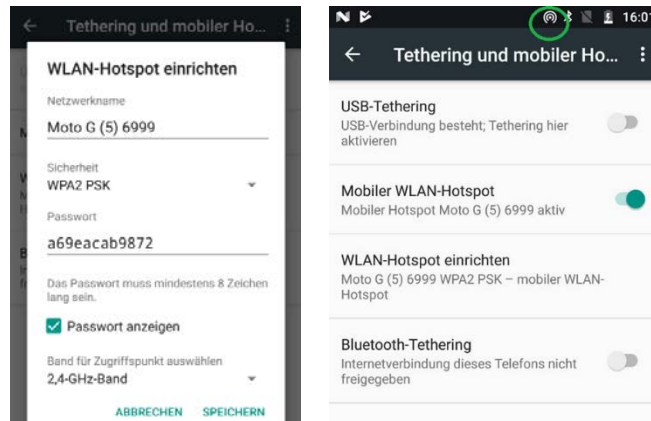 Tethering und mobiler Ho...
WLAN-Hotspot einrichten
Netzwerkname
Moto G (5) 6999
Sicherheit
WPA2 PSK
Passwort
a69eacab9872
Das Passwort muss mindestens 8 Zeichen
lang sein.
Passwort anzeigen
Band für Zugriffspunkt auswählen
2,4-GHz-Band
ABBRECHEN SPEICHERN
16:01
Tethering und mobiler Ho...
USB-Tethering
USB-Verbindung besteht; Tethering hier
aktivieren
Mobiler WLAN-Hotspot
Mobiler Hotspot Moto G (5) 6999 aktiv
WLAN-Hotspot einrichten
Moto G (5) 6999 WPA2 PSK – mobiler WLAN-
Hotspot
Bluetooth-Tethering
Internetverbindung dieses Telefons nicht
freigegeben